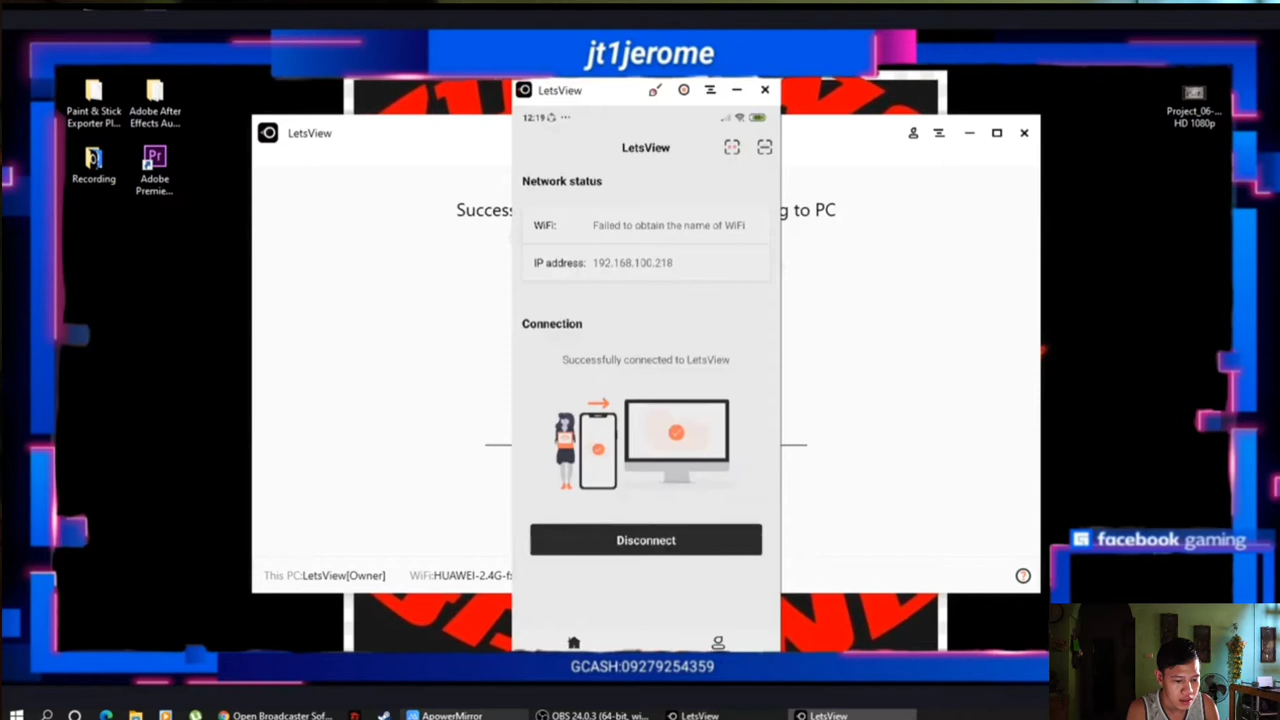 jt1jerome
Paint & Stick
Exporter Pl...
Adobe After
Effects Au...
Recording
Adobe
Premie...
Project_06-...
HD 1080p
LetsView
LetsView
12:19
LetsView
Network status
WiFi: Failed to obtain the name of WiFi
IP address: 192.168.100.218
g to PC
Connection
Successfully connected to LetsView
Disconnect
This PC:LetsView[Owner] WiFi:HUAWEI-2.4G-
facebook gaming
GCASH:09279254359
Open Broadcaster Sof...
ApowerMirror
OBS 24.0.3 (64-bit, wi...
LetsView
LetsView